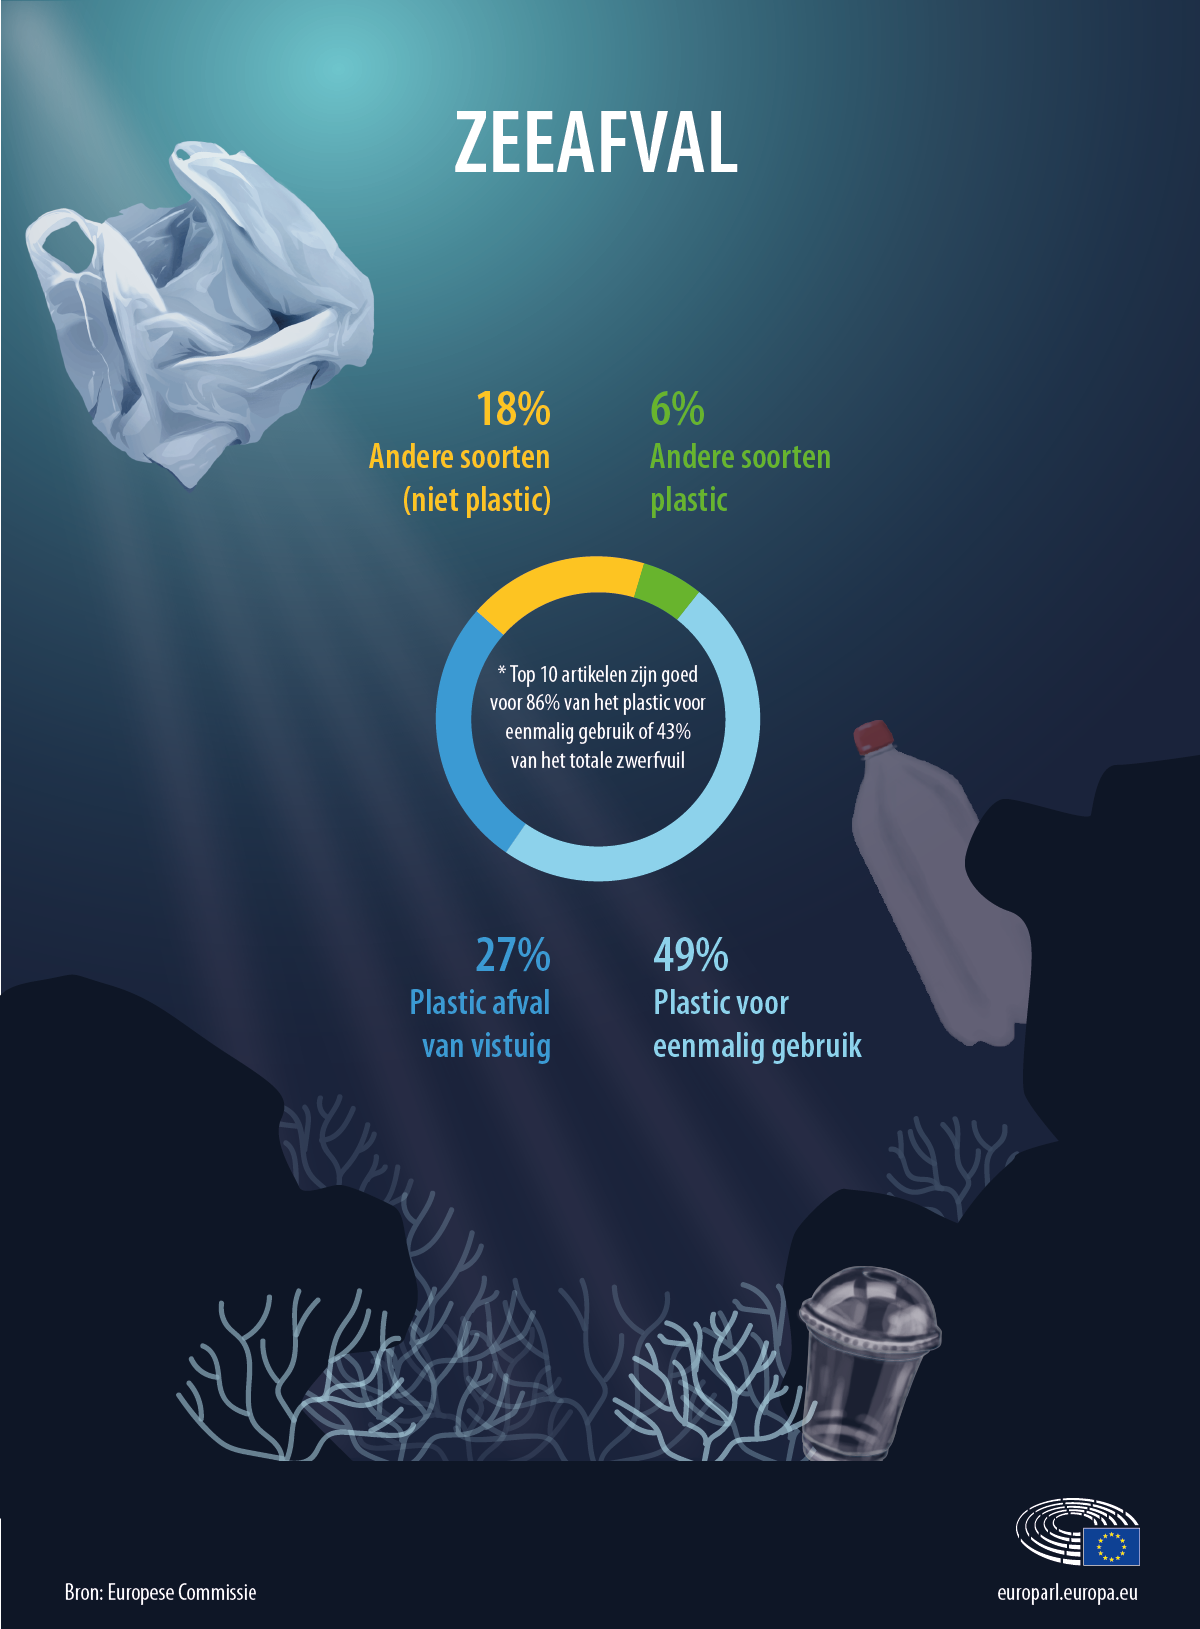 ZEEAFVAL
18%
Andere soorten
(niet plastic)
6%
Andere soorten
plastic
* Top 10 artikelen zijn goed
voor 86% van het plastic voor
eenmalig gebruik of 43%
van het totale zwerfvuil
27%
Plastic afval
van vistuig
49%
Plastic voor
eenmalig gebruik
Bron: Europese Commissie
europarl.europa.eu